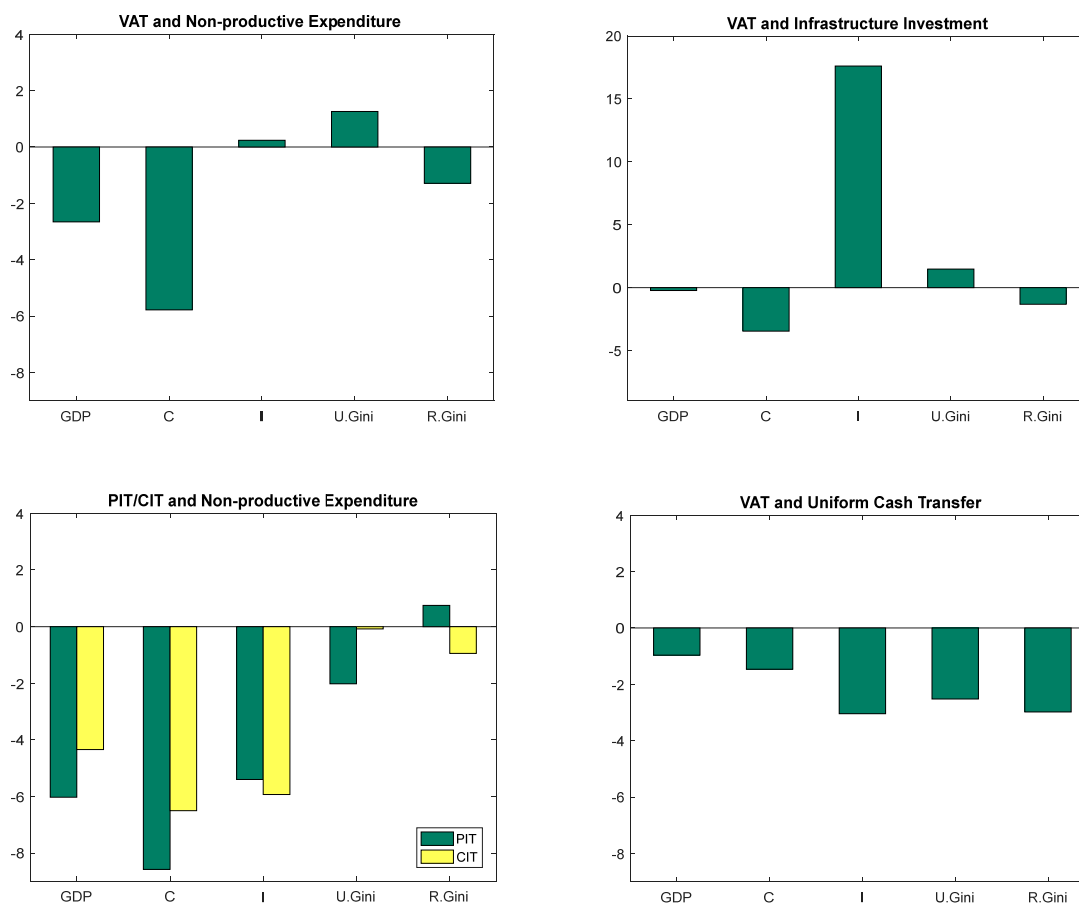 VAT and Non-productive Expenditure
4
2
0
-2
-4
-6
-8
GDP C I U.Gini R.Gini
VAT and Infrastructure Investment
20
15
10
5
0
-5
GDP C I U.Gini R.Gini
PIT/CIT and Non-productive Expenditure
4
2
0
-2
-4
-6
-8
PIT
CIT
GDP C I U.Gini R.Gini
VAT and Uniform Cash Transfer
4
2
0
-2
-4
-6
-8
GDP C I U.Gini R.Gini